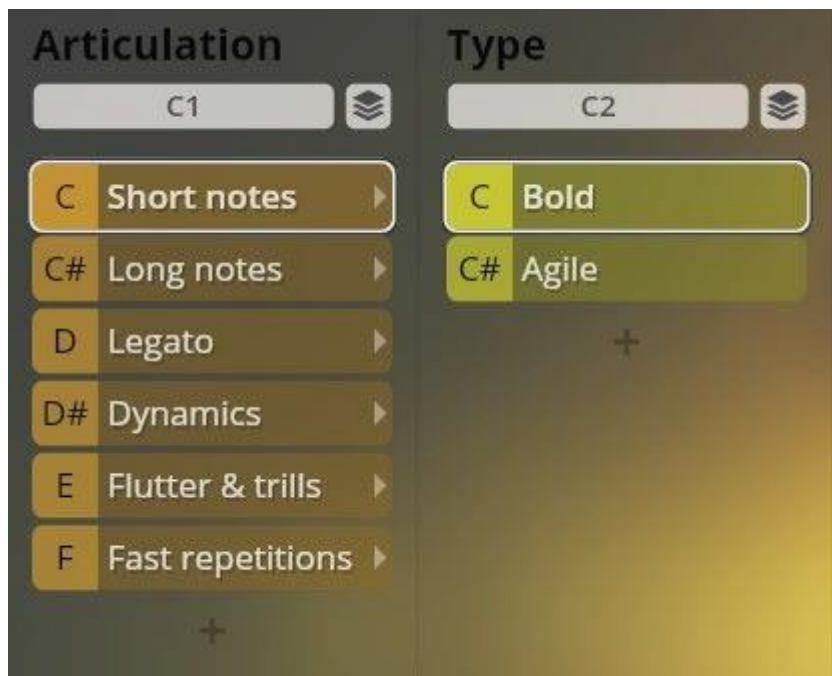 Articulation
C1
C Short notes
C# Long notes
D Legato
D# Dynamics
E Flutter & trills
F Fast repetitions
+
Type
C2
C Bold
C# Agile
+